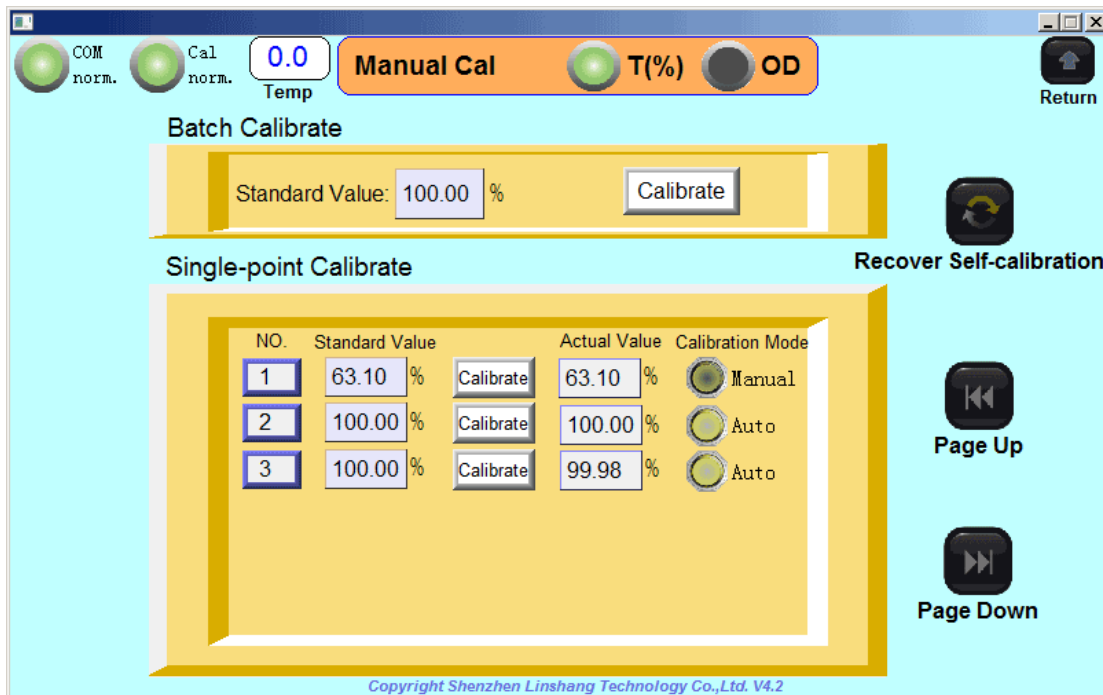 COM
norm.
Cal
norm.
0.0
Temp
Manual Cal
T(%)
OD
Return
Batch Calibrate
Standard Value: 100.00 %
Calibrate
Recover Self-calibration
Single-point Calibrate
NO. Standard Value Actual Value Calibration Mode
1 63.10 % Calibrate 63.10 % Manual
2 100.00 % Calibrate 100.00 % Auto
3 100.00 % Calibrate 99.98 % Auto
Page Up
Page Down
Copyright Shenzhen Linshang Technology Co.,Ltd. V4.2